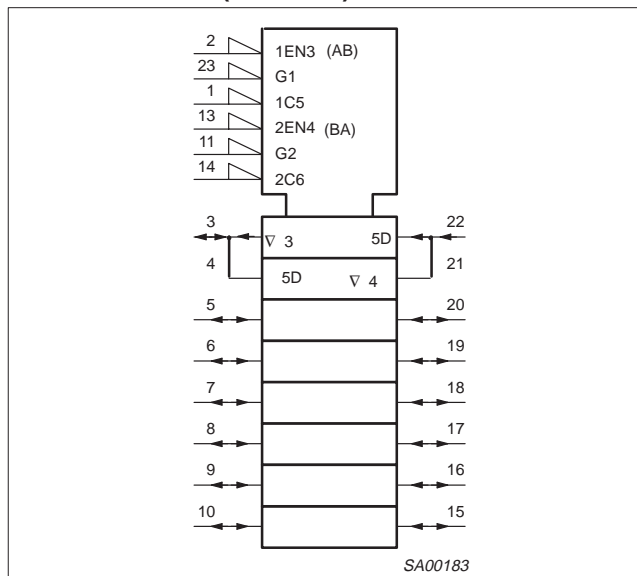 2 1EN3 (AB)
23 G1
1 1C5
13 2EN4 (BA)
11 G2
14 2C6
3 ∇ 3 5D 22
4 5D ∇ 4 21
5 20
6 19
7 18
8 17
9 16
10 15
SA00183